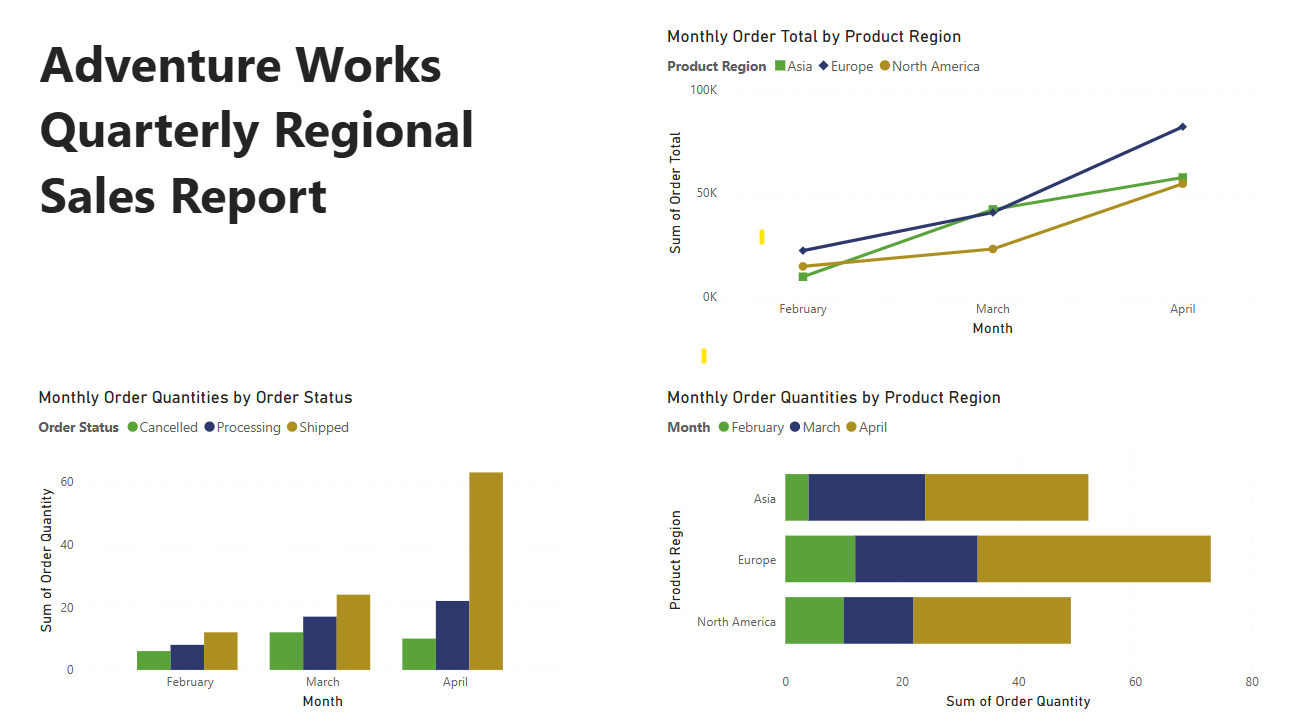 Adventure Works
Quarterly Regional
Sales Report
Monthly Order Total by Product Region
Product Region Asia Europe North America
100K
50K
0K
Sum of Order Total
February March April
Month
Monthly Order Quantities by Order Status
Order Status Cancelled Processing Shipped
60
40
20
0
Sum of Order Quantity
February March April
Month
Monthly Order Quantities by Product Region
Month February March April
Product Region
Asia
Europe
North America
0 20 40 60 80
Sum of Order Quantity